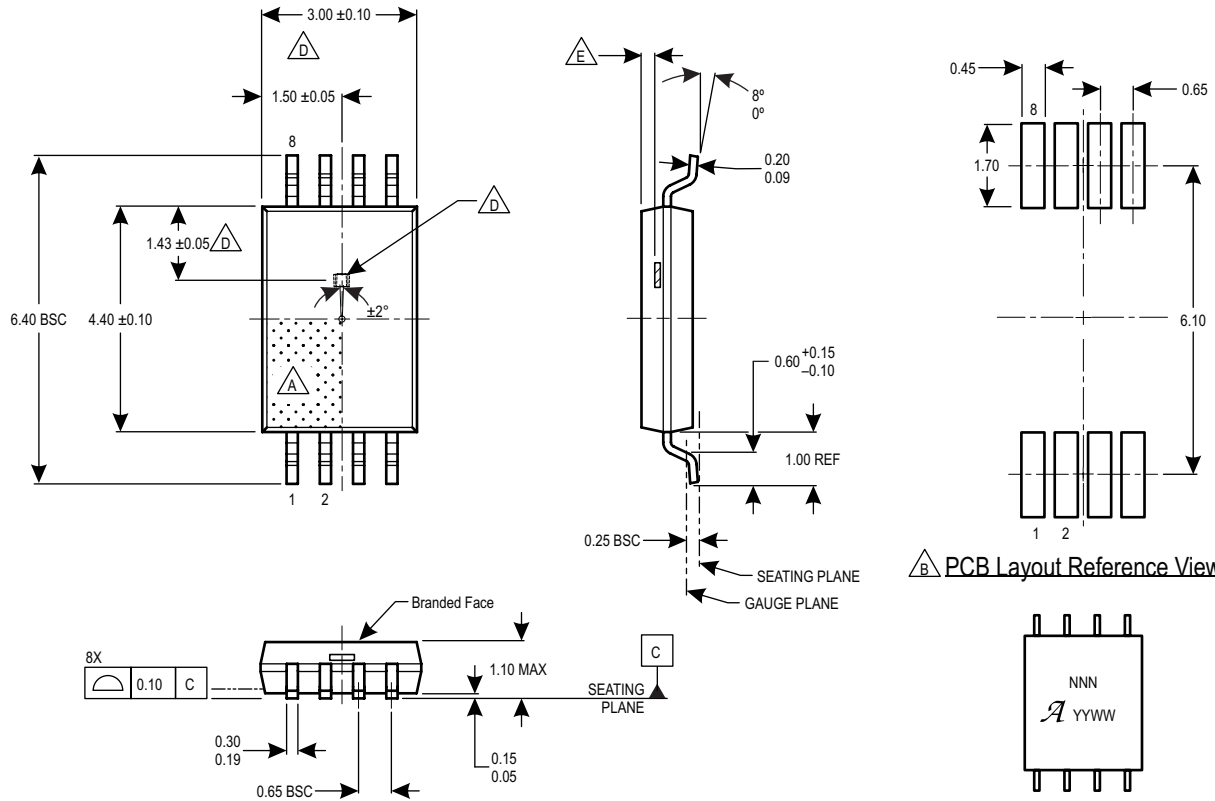 3.00 ±0.10
D
1.50 ±0.05
8
D
1.43 ±0.05
D
±2°
6.40 BSC
4.40 ±0.10
A
1
2
E
8º
0º
0.20
0.09
0.60 +0.15
–0.10
1.00 REF
0.25 BSC
SEATING PLANE
GAUGE PLANE
0.45
0.65
8
1.70
6.10
1
2
B PCB Layout Reference View
Branded Face
8X
0.10 C
1.10 MAX
C
SEATING
PLANE
0.30
0.19
0.15
0.05
0.65 BSC
NNN
A YYWW